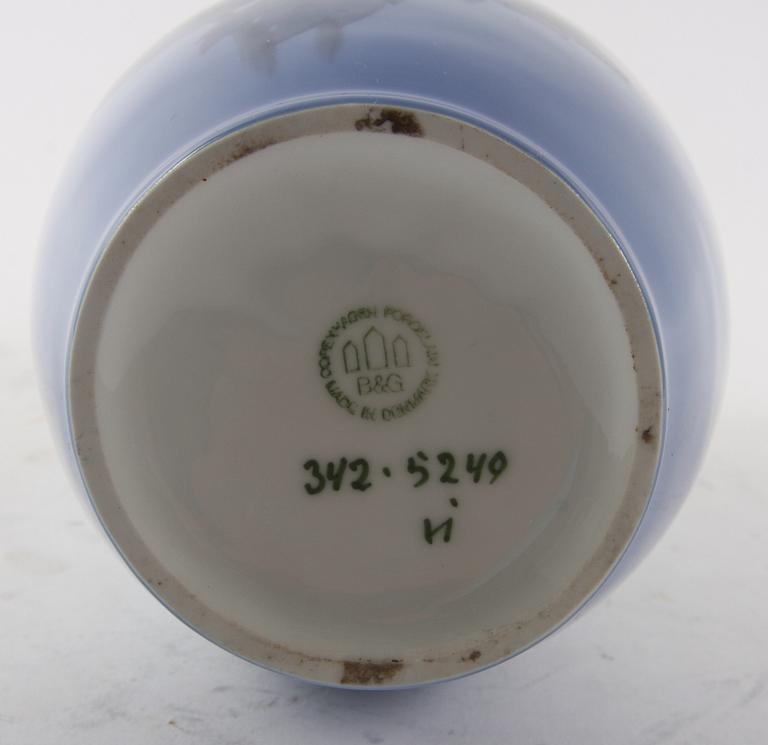 COPENHAGEN PORCELAIN
B&G
MADE IN DENMARK
342·5249